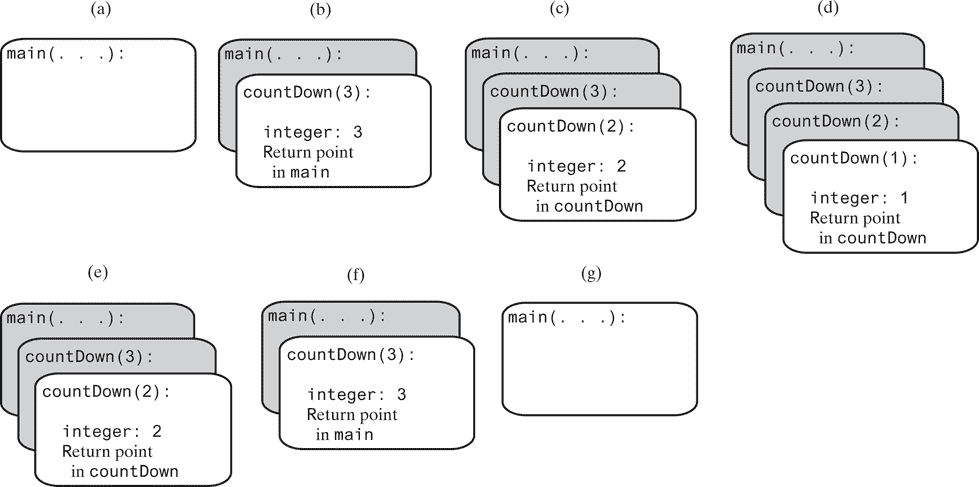 (a)
main(. . .):
(b)
main(. . .):
countDown(3):
integer: 3
Return point
in main
(c)
main(. . .):
countDown(3):
countDown(2):
integer: 2
Return point
in countDown
(d)
main(. . .):
countDown(3):
countDown(2):
countDown(1):
integer: 1
Return point
in countDown
(e)
main(. . .):
countDown(3):
countDown(2):
integer: 2
Return point
in countDown
(f)
main(. . .):
countDown(3):
integer: 3
Return point
in main
(g)
main(. . .):